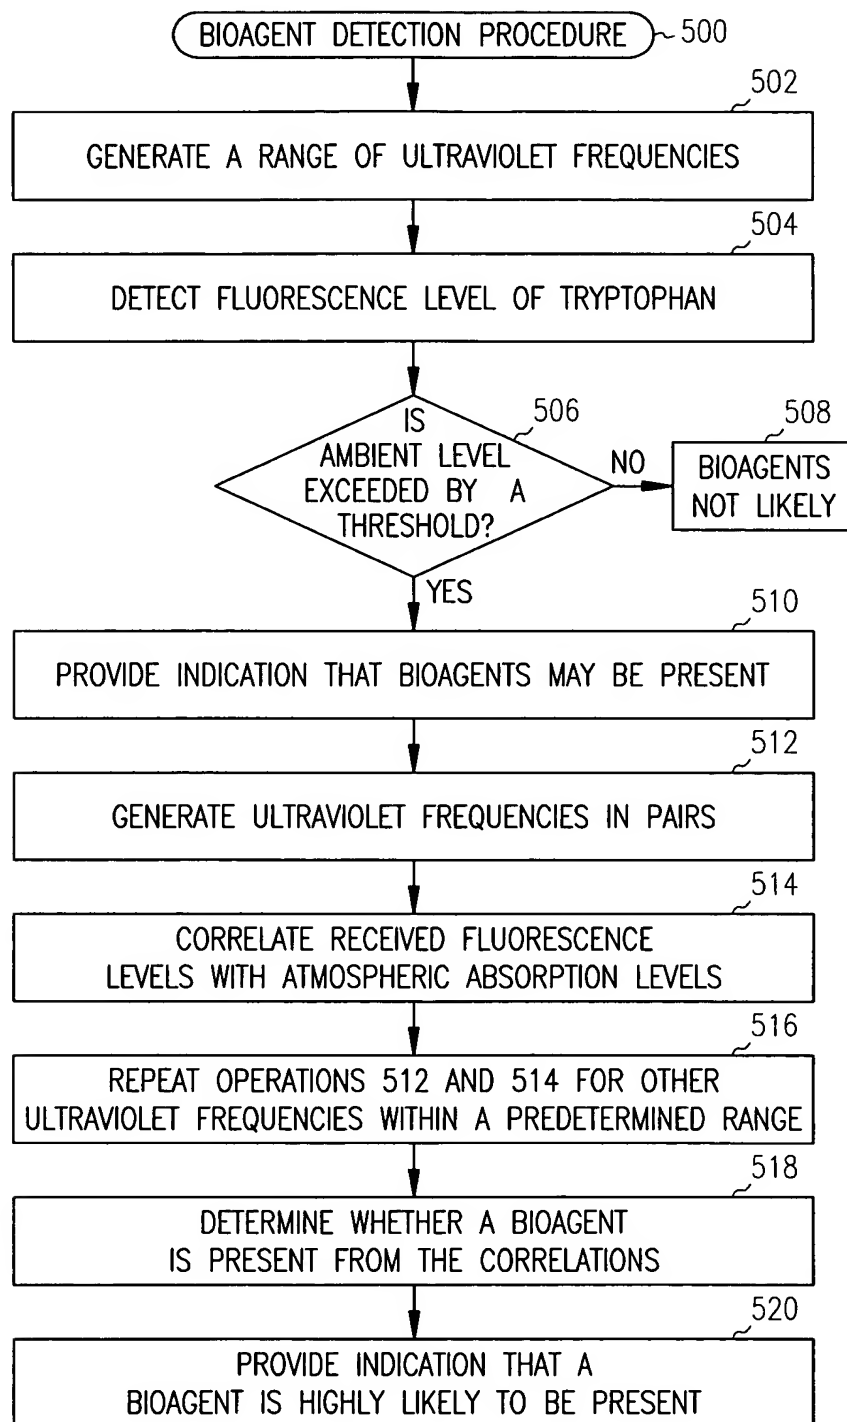 BIOAGENT DETECTION PROCEDURE 500
502
GENERATE A RANGE OF ULTRAVIOLET FREQUENCIES
504
DETECT FLUORESCENCE LEVEL OF TRYPTOPHAN
506
IS
AMBIENT LEVEL
EXCEEDED BY A
THRESHOLD?
NO
508
BIOAGENTS
NOT LIKELY
YES
510
PROVIDE INDICATION THAT BIOAGENTS MAY BE PRESENT
512
GENERATE ULTRAVIOLET FREQUENCIES IN PAIRS
514
CORRELATE RECEIVED FLUORESCENCE
LEVELS WITH ATMOSPHERIC ABSORPTION LEVELS
516
REPEAT OPERATIONS 512 AND 514 FOR OTHER
ULTRAVIOLET FREQUENCIES WITHIN A PREDETERMINED RANGE
518
DETERMINE WHETHER A BIOAGENT
IS PRESENT FROM THE CORRELATIONS
520
PROVIDE INDICATION THAT A
BIOAGENT IS HIGHLY LIKELY TO BE PRESENT